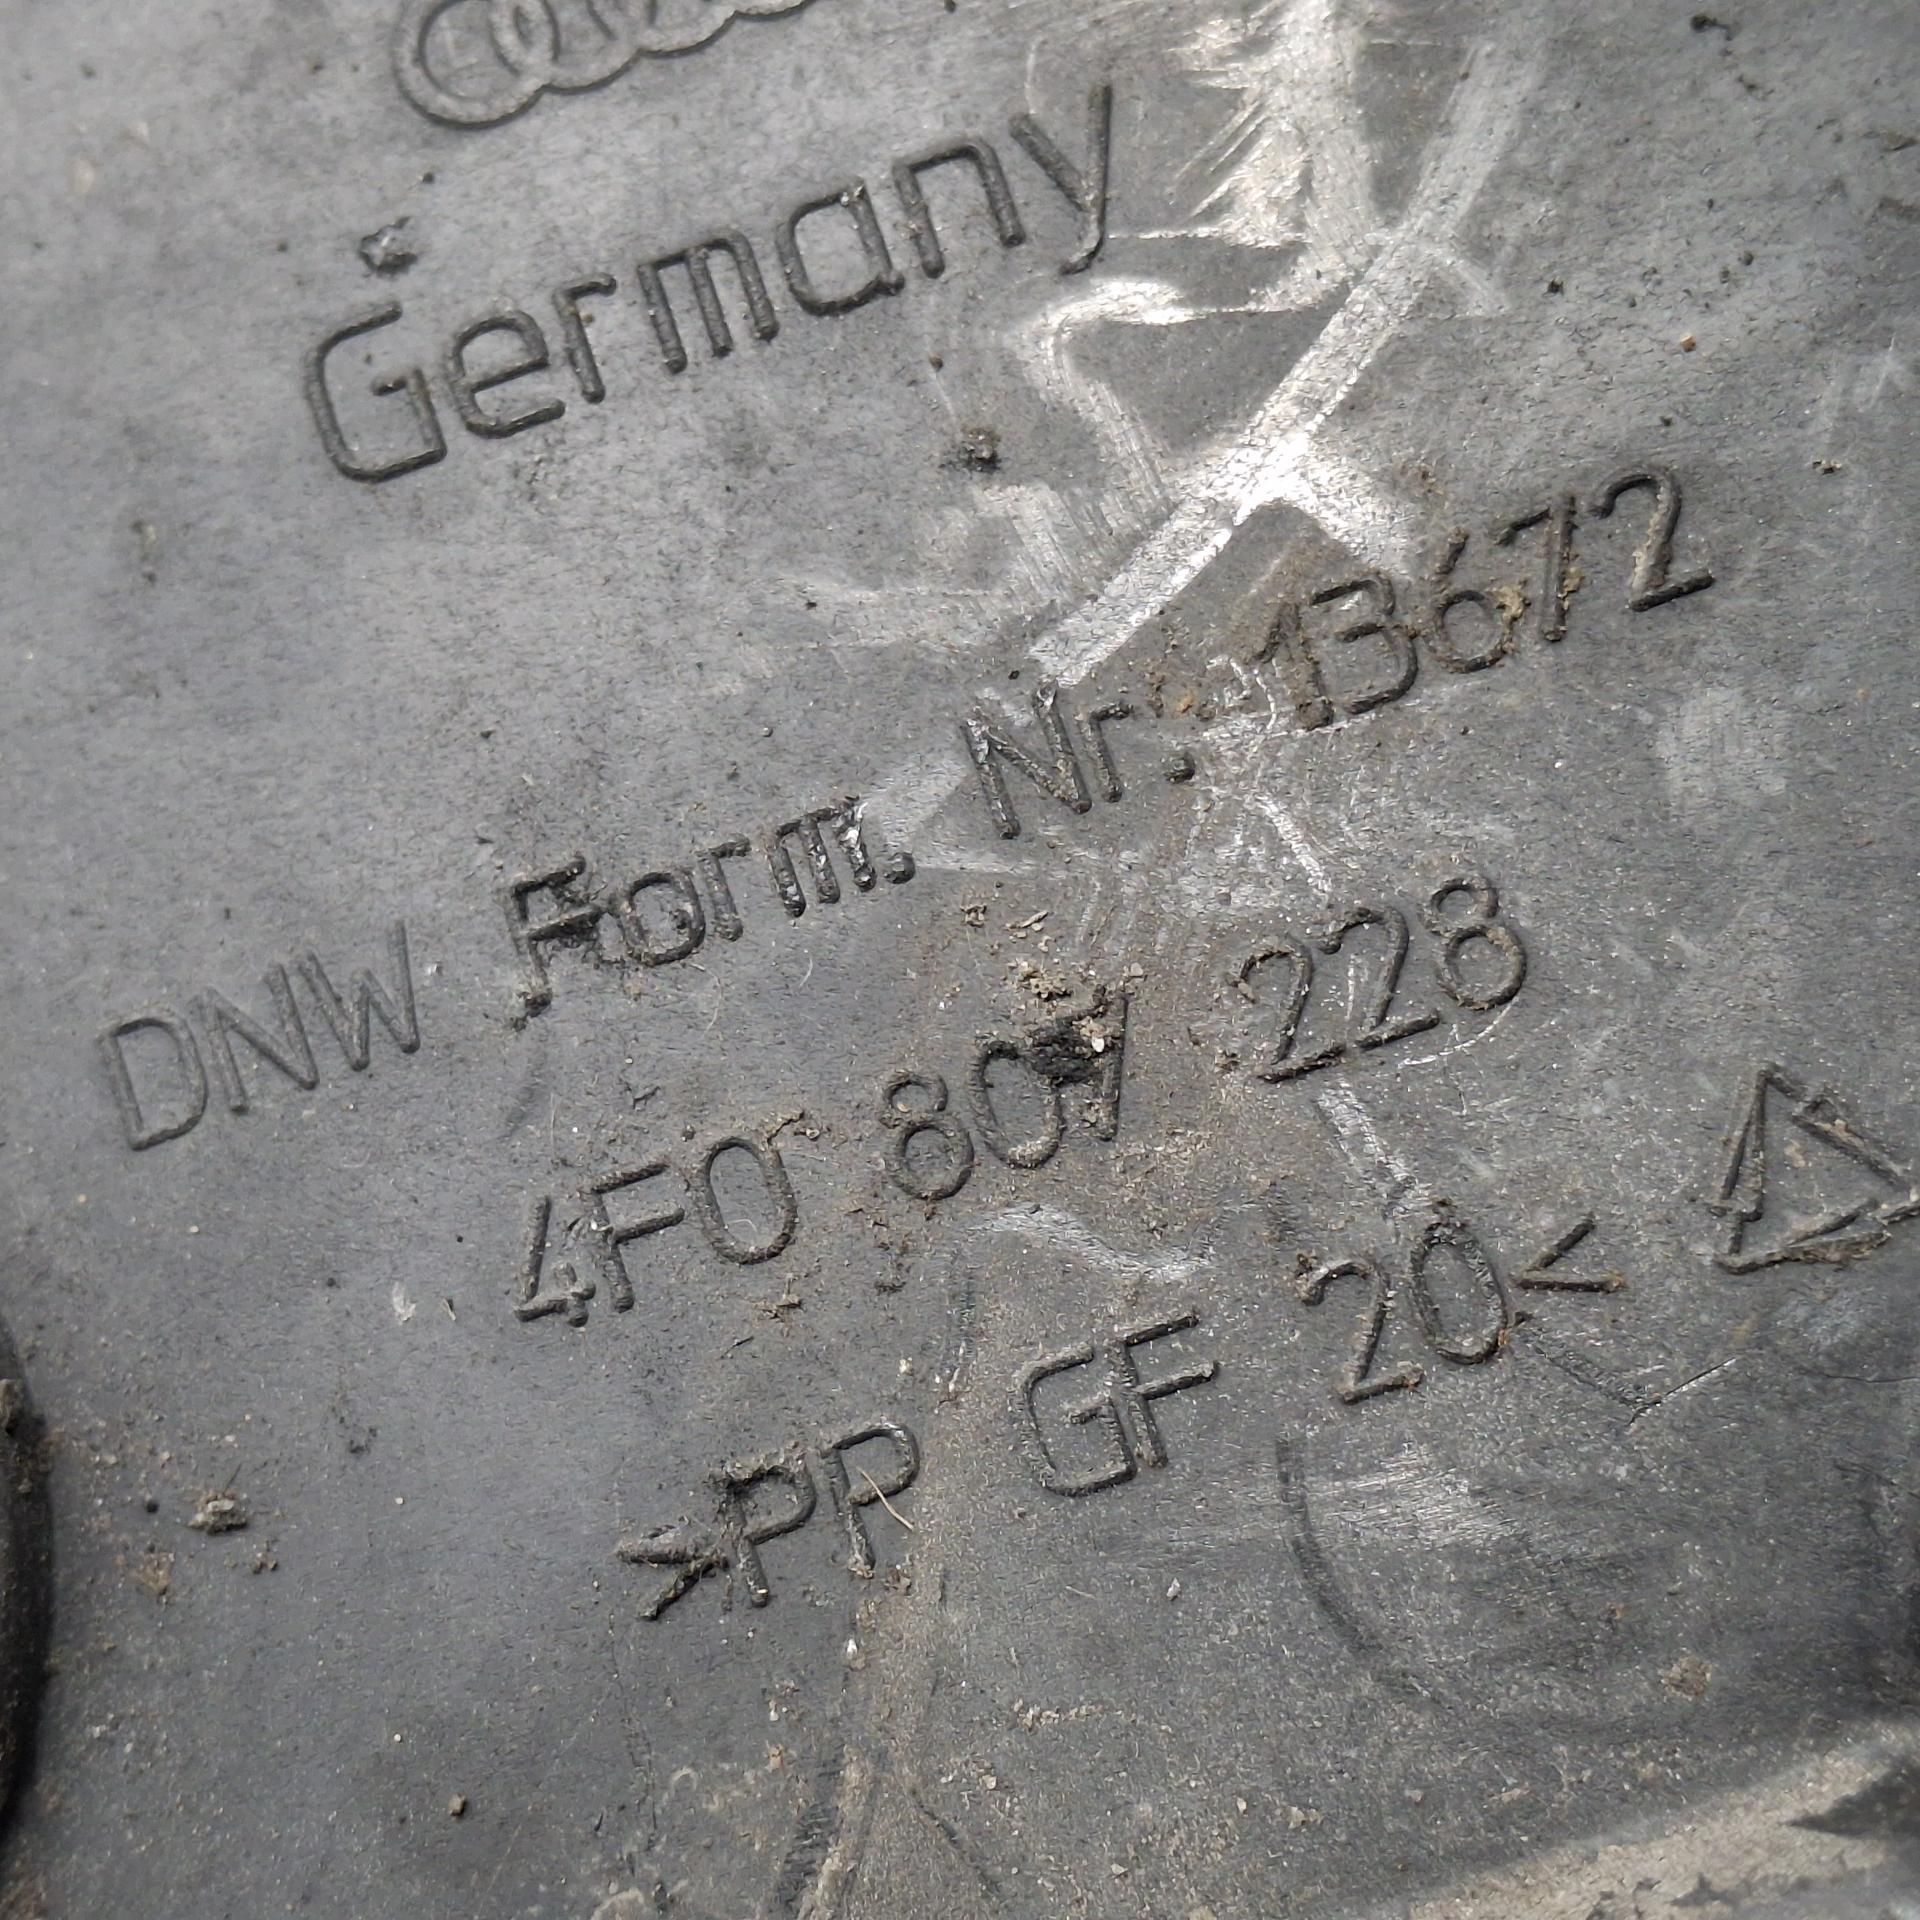 Germany
DNW Form. Nr. 13672
4F0 807 228
>PP GF 20<